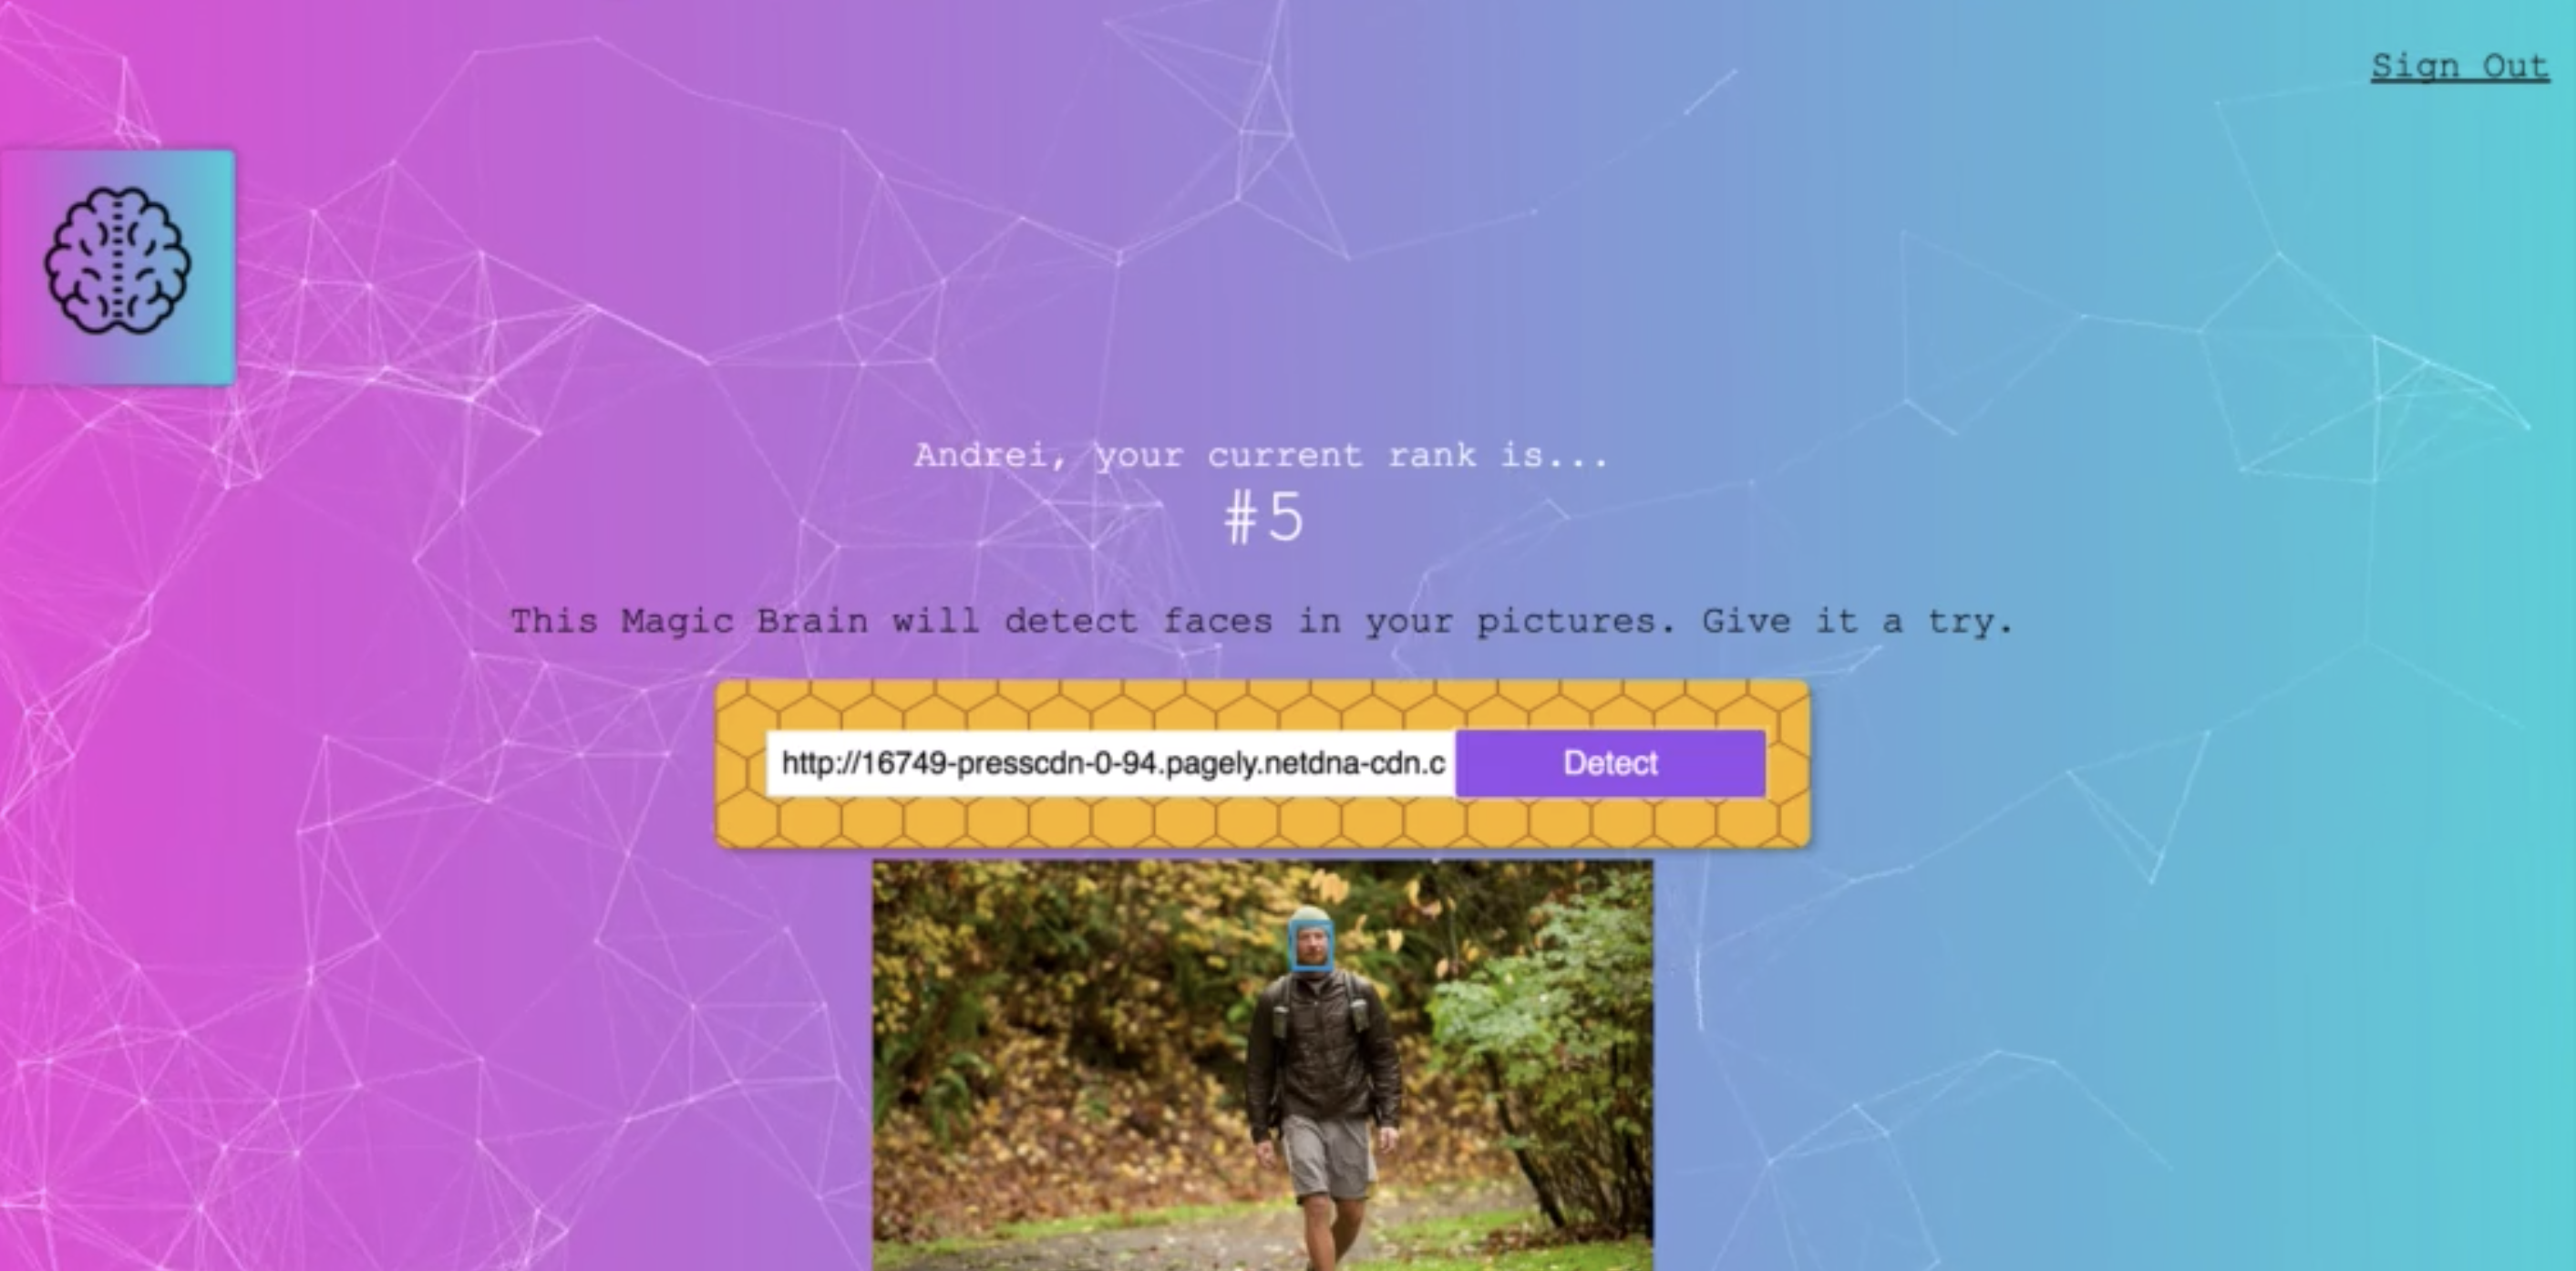 Sign Out
Andrei, your current rank is...
#5
This Magic Brain will detect faces in your pictures. Give it a try.
http://16749-presscdn-0-94.pagely.netdna-cdn.c Detect